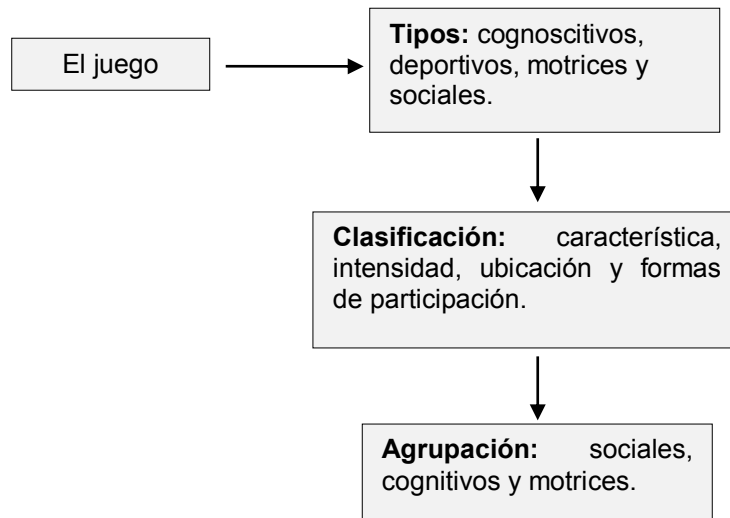 El juego
Tipos: cognoscitivos,
deportivos, motrices y
sociales.
Clasificación: característica,
intensidad, ubicación y formas
de participación.
Agrupación: sociales,
cognitivos y motrices.